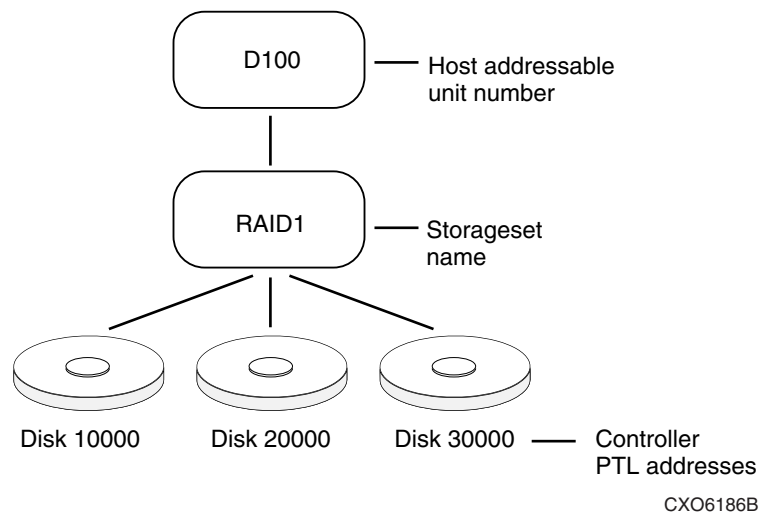 D100
Host addressable
unit number
RAID1
Storageset
name
Disk 10000
Disk 20000
Disk 30000
Controller
PTL addresses
CXO6186B